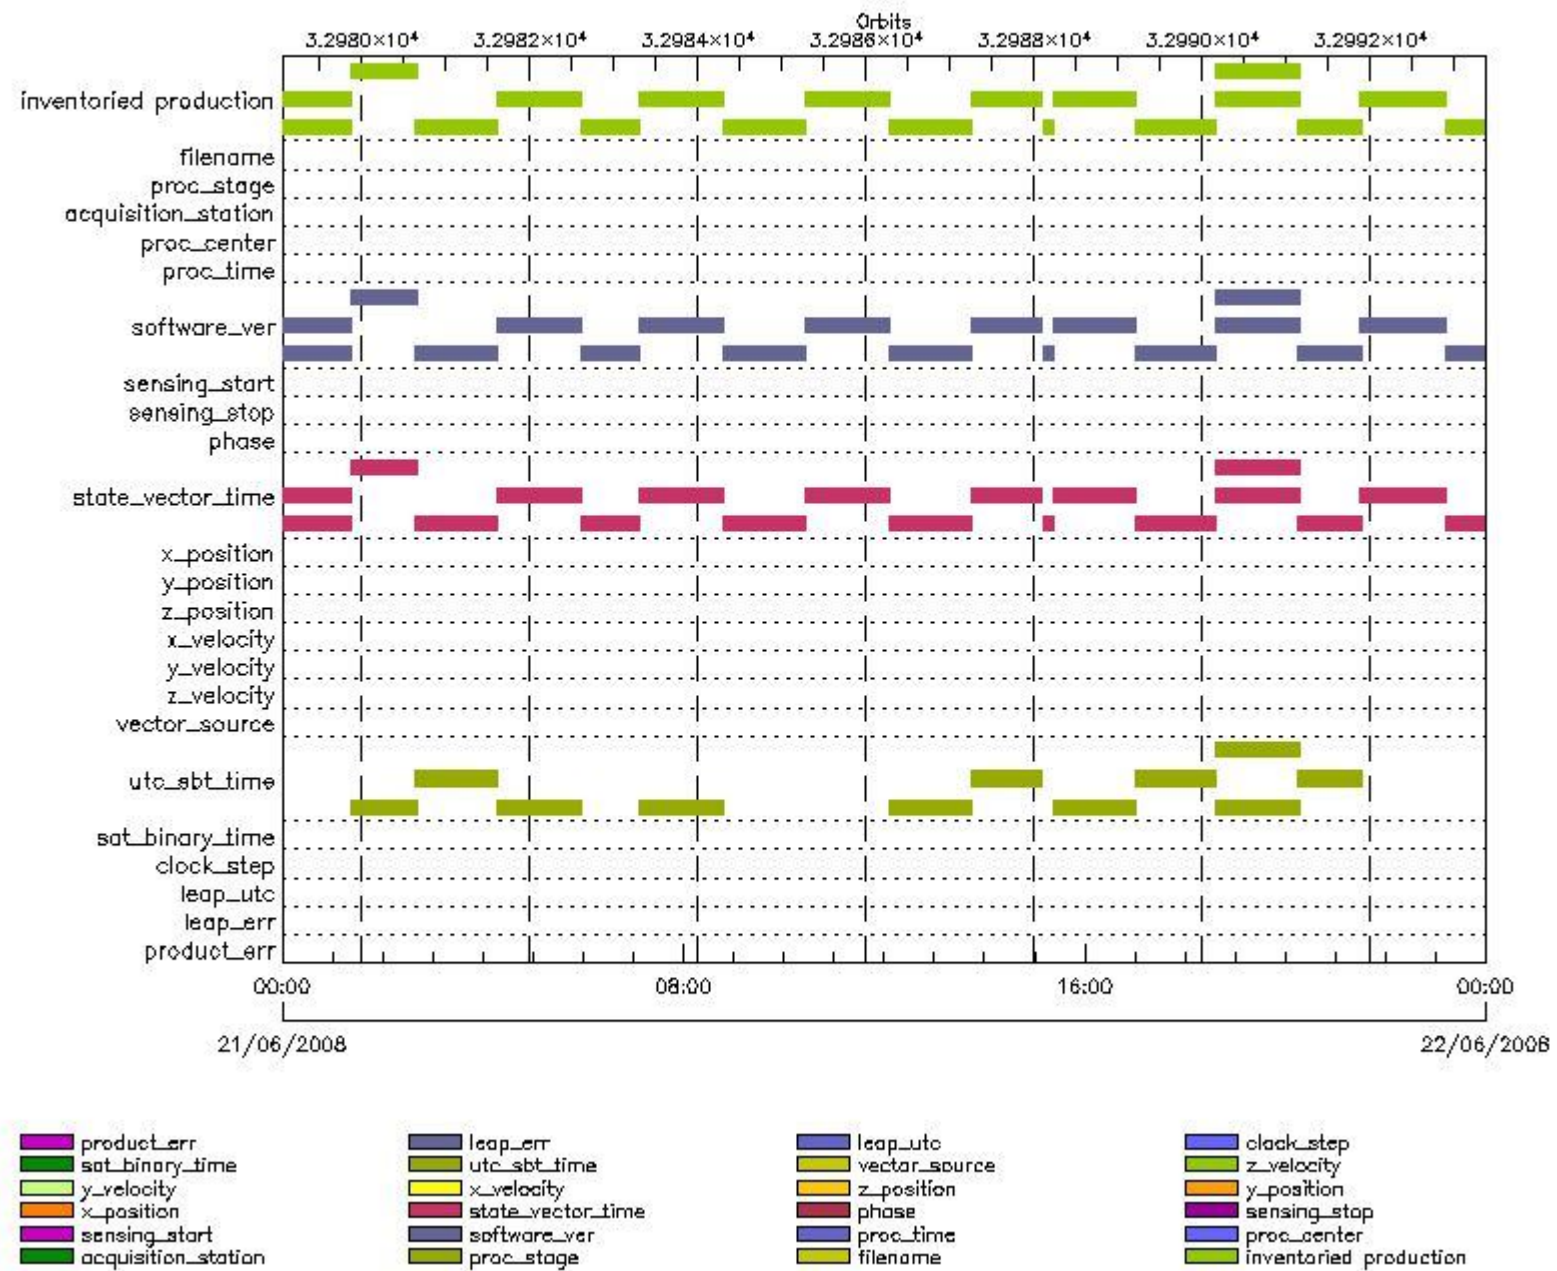 Orbits
3.2980×10⁴ 3.2982×10⁴ 3.2984×10⁴ 3.2986×10⁴ 3.2988×10⁴ 3.2990×10⁴ 3.2992×10⁴
inventoried production
filename
proc_stage
acquisition_station
proc_center
proc_time
software_ver
sensing_start
sensing_stop
phase
state_vector_time
x_position
y_position
z_position
x_velocity
y_velocity
z_velocity
vector_source
utc_sbt_time
sat_binary_time
clock_step
leap_utc
leap_err
product_err
00:00 08:00 16:00 00:00
21/06/2008 22/06/2008
product_err leap_err leap_utc clock_step
sat_binary_time utc_sbt_time vector_source z_velocity
y_velocity x_velocity z_position y_position
x_position state_vector_time phase sensing_stop
sensing_start software_ver proc_time proc_center
acquisition_station proc_stage filename inventoried production